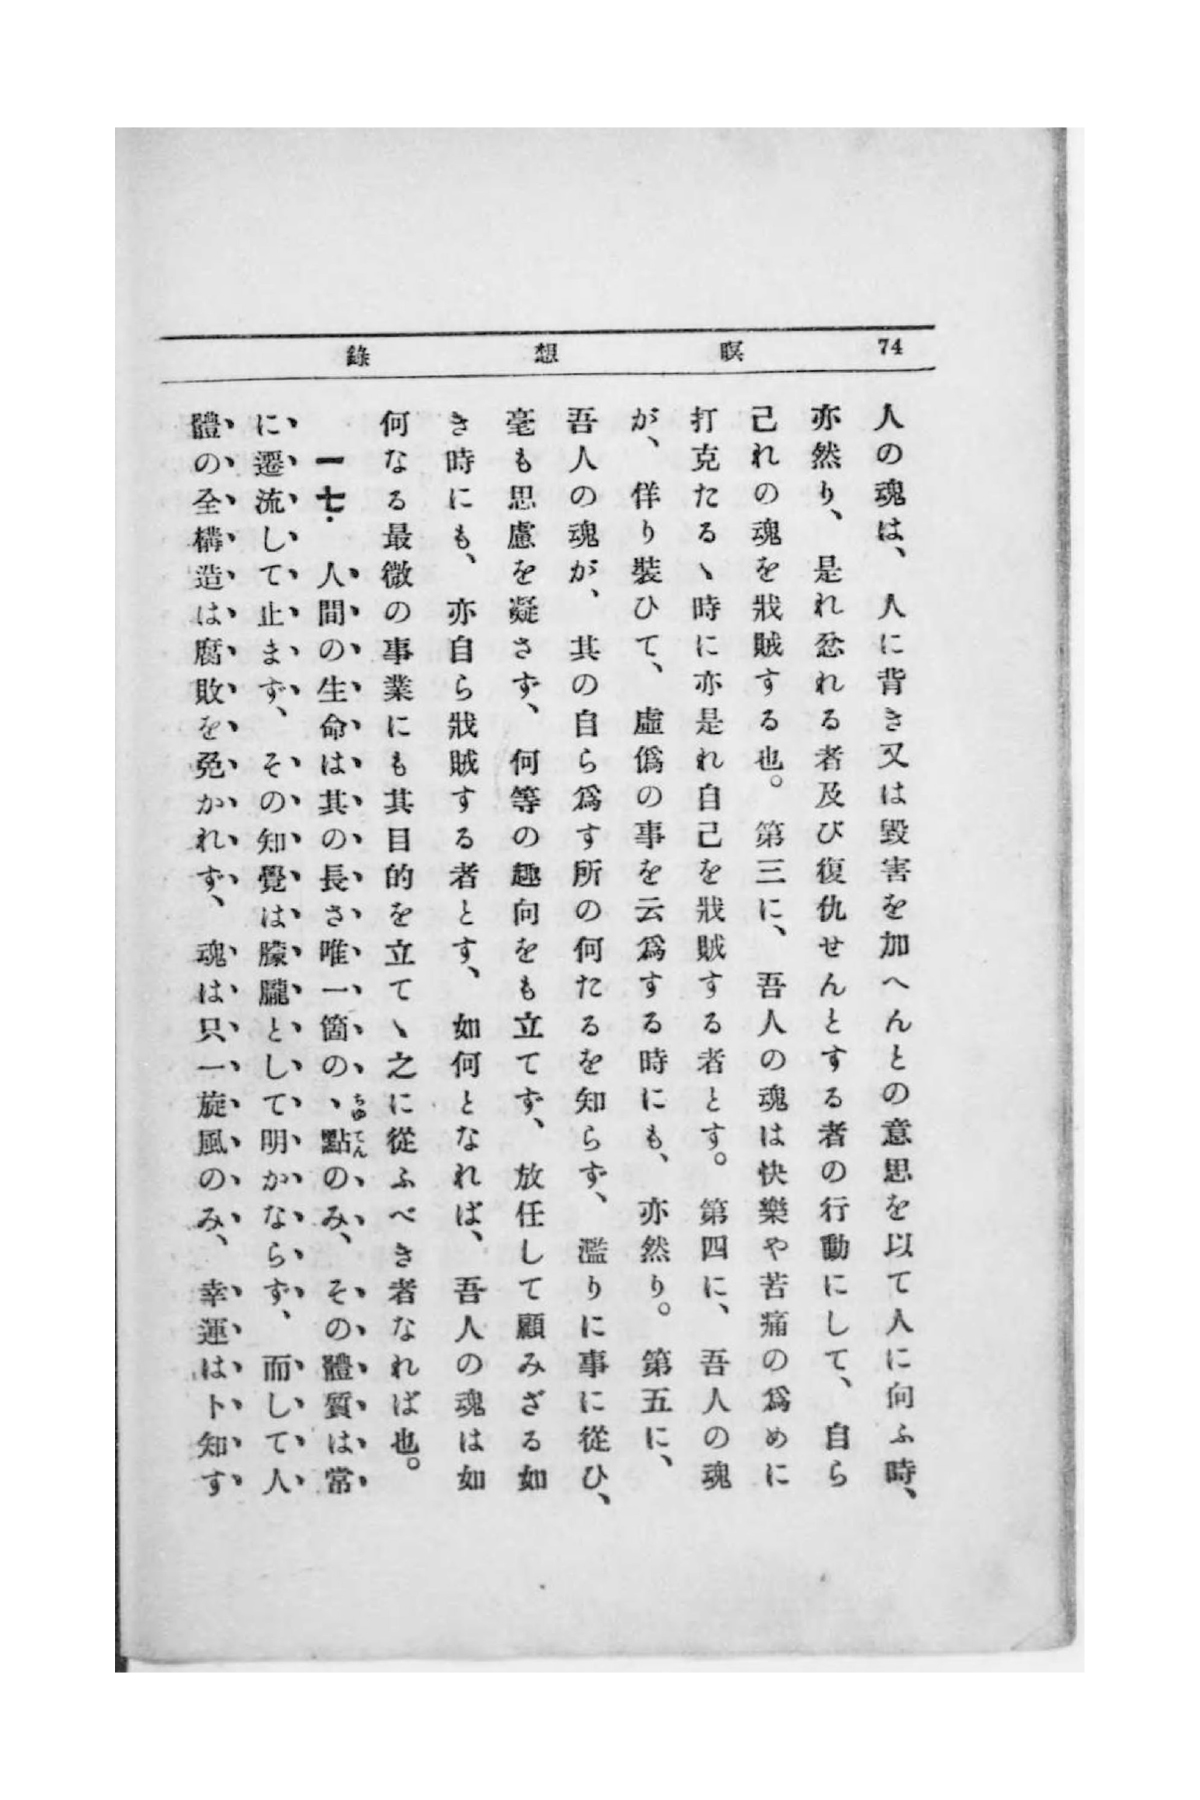 74
瞑想錄
人の魂は、人に背き又は毀害を加へんとの意思を以て人に向ふ時、
亦然り、是れ忿れる者及び復仇せんとする者の行動にして、自ら
己れの魂を戕賊する也。第三に、吾人の魂は快樂や苦痛の爲めに
打克たるゝ時に亦是れ自己を戕賊する者とす。第四に、吾人の魂
が、佯り裝ひて、虛僞の事を云爲する時にも、亦然り。第五に、
吾人の魂が、其の自ら爲す所の何たるを知らず、濫りに事に從ひ、
毫も思慮を凝さず、何等の趣向をも立てず、放任して顧みざる如
き時にも、亦自ら戕賊する者とす、如何となれば、吾人の魂は如
何なる最微の事業にも其目的を立てゝ之に從ふべき者なれば也。
一七. 人間の生命は其の長さ唯一箇の、點のみ、その體質は常
ちゆてん
に遷流して止まず、その知覺は朦朧として明かならず、而して人
體の全構造は腐敗を免かれず、魂は只一旋風のみ、幸運は卜知す